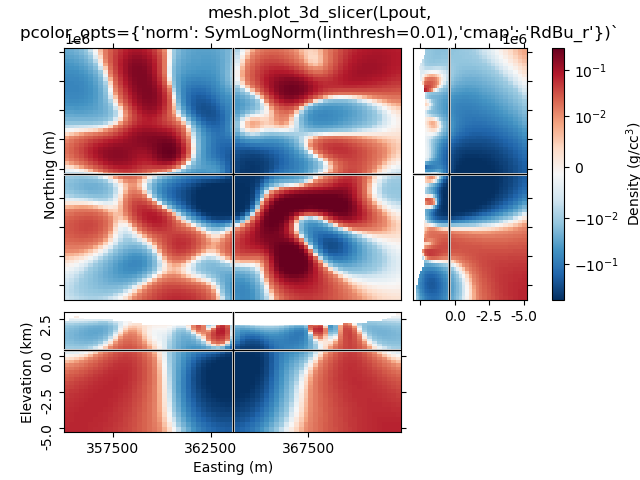 mesh.plot_3d_slicer(Lpout,
pcolor_opts={'norm': SymLogNorm(linthresh=0.01),'cmap': 'RdBu_r'})`
1e6
1e6
Northing (m)
10⁻¹
10⁻²
0
−10⁻²
−10⁻¹
Density (g/cc³)
0.0 -2.5 -5.0
Elevation (km)
2.5
0.0
-2.5
-5.0
357500 362500 367500
Easting (m)